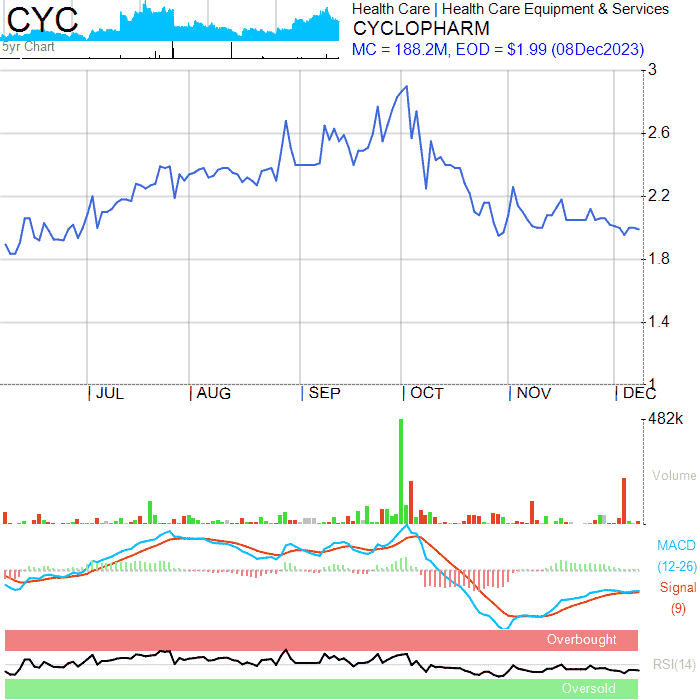 CYC
5yr Chart
Health Care | Health Care Equipment & Services
CYCLOPHARM
MC = 188.2M, EOD = $1.99 (08Dec2023)
3
2.6
2.2
1.8
1.4
1
JUL AUG SEP OCT NOV DEC
482k
Volume
MACD
(12-26)
Signal
(9)
Overbought
RSI(14)
Oversold